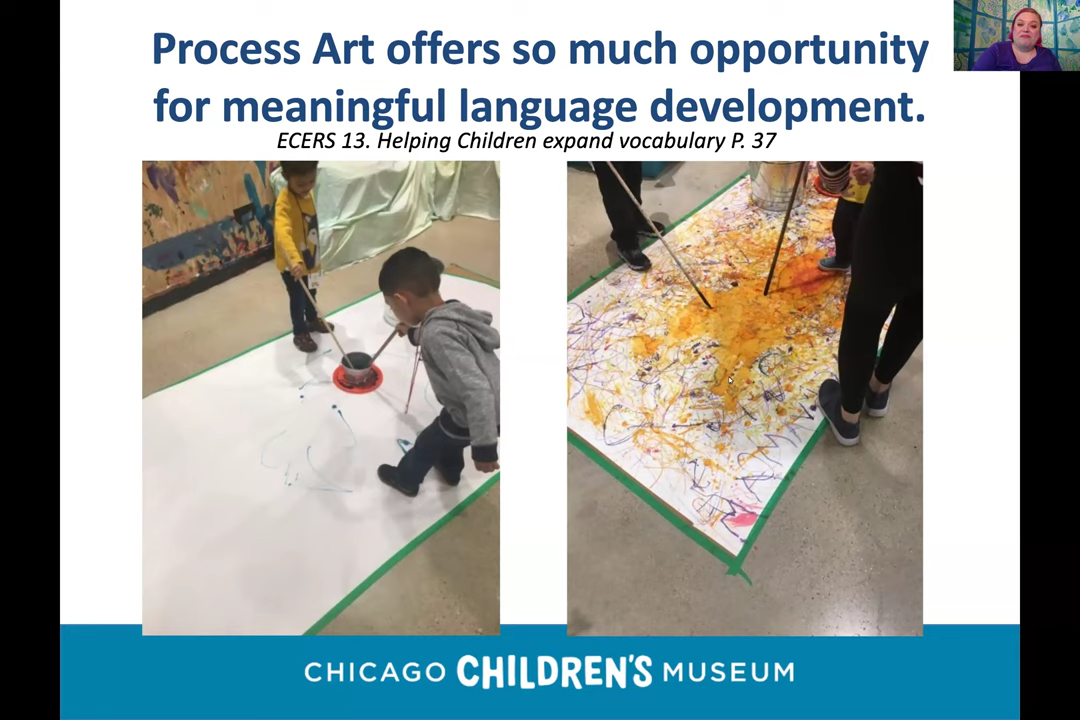 Process Art offers so much opportunity
for meaningful language development.
ECERS 13. Helping Children expand vocabulary P. 37
CHICAGO CHILDREN'S MUSEUM